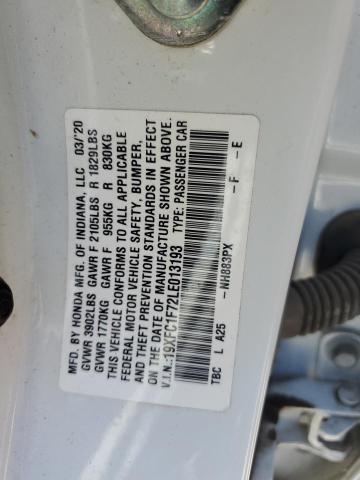 MFD. BY HONDA MFG. OF INDIANA, LLC 03/'20
GVWR 3902LBS GAWR F 2105LBS R 1829LBS
GVWR 1770KG GAWR F 955KG R 830KG
THIS VEHICLE CONFORMS TO ALL APPLICABLE
FEDERAL MOTOR VEHICLE SAFETY, BUMPER,
AND THEFT PREVENTION STANDARDS IN EFFECT
ON THE DATE OF MANUFACTURE SHOWN ABOVE.
V.I.N.: 19XFC1F72LE013193 TYPE: PASSENGER CAR
-NH883PX -F -E
TBC L A25